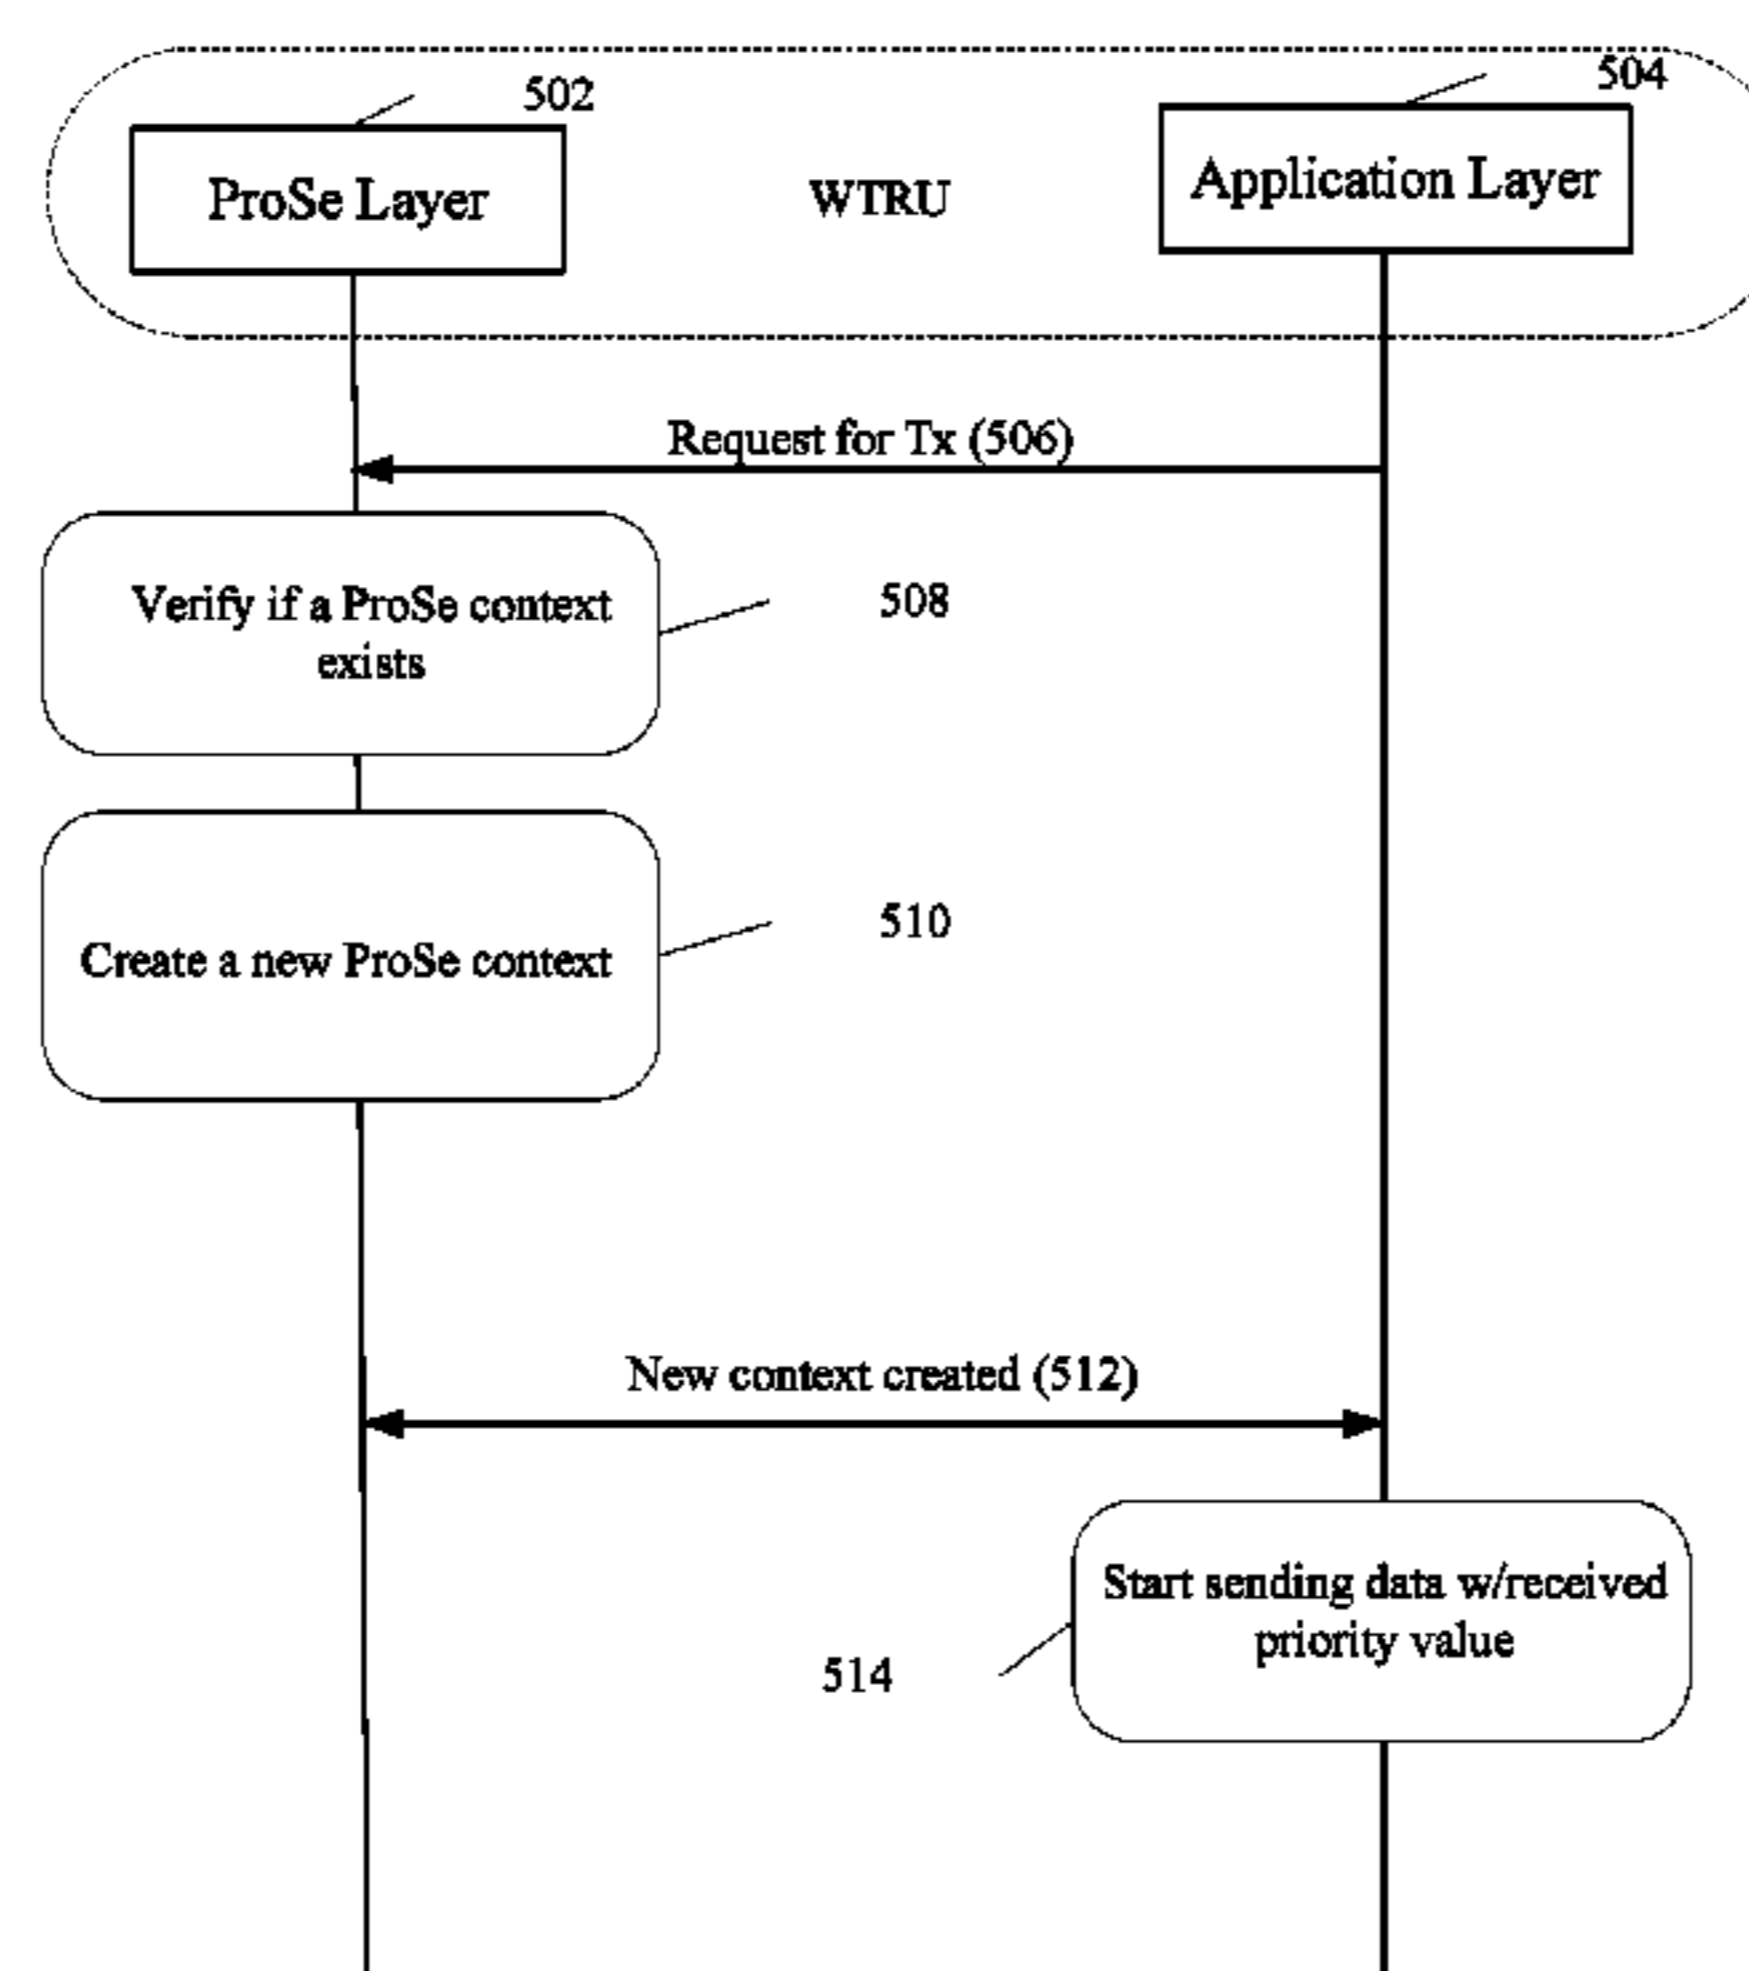 502
504
ProSe Layer
WTRU
Application Layer
Request for Tx (506)
Verify if a ProSe context
exists
508
Create a new ProSe context
510
New context created (512)
Start sending data w/received
priority value
514